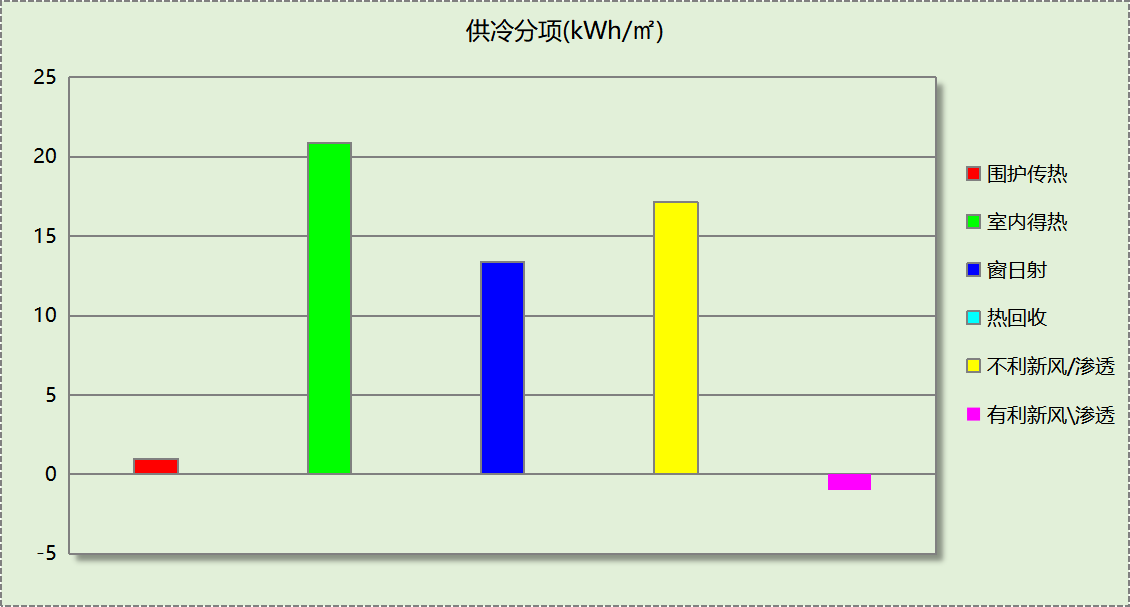 供冷分项(kWh/㎡)
25
20
15
10
5
0
-5
围护传热
室内得热
窗日射
热回收
不利新风/渗透
有利新风\渗透